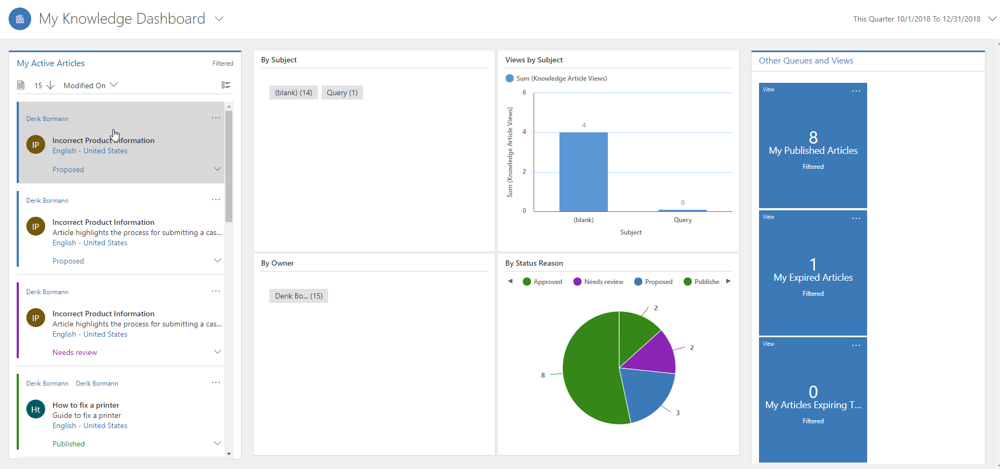 My Knowledge Dashboard
This Quarter 10/1/2018 To 12/31/2018
My Active Articles
Filtered
15
Modified On
Derik Bormann
...
IP
Incorrect Product Information
English - United States
Proposed
Derik Bormann
...
IP
Incorrect Product Information
Article highlights the process for submitting a cas...
English - United States
Proposed
Derik Bormann
...
IP
Incorrect Product Information
Article highlights the process for submitting a cas...
English - United States
Needs review
Derik Bormann Derik Bormann
...
Ht
How to fix a printer
Guide to fix a printer
English - United States
Published
By Subject
(blank) (14) Query (1)
Views by Subject
Sum (Knowledge Article Views)
Sum (Knowledge Article Views)
6
4
2
0
4
0
(blank) Query
Subject
By Owner
Derik Bo... (15)
By Status Reason
Approved Needs review Proposed Publishe
2
2
3
8
Other Queues and Views
View
...
8
My Published Articles
Filtered
View
...
1
My Expired Articles
Filtered
View
...
0
My Articles Expiring T...
Filtered